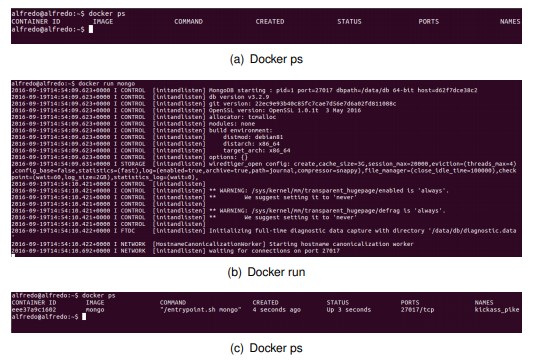 alfredo@alfredo:~$ docker ps
CONTAINER ID IMAGE COMMAND CREATED STATUS PORTS NAMES
alfredo@alfredo:~$
(a) Docker ps
alfredo@alfredo:~$ docker run mongo
2016-09-19T14:54:09.623+0000 I CONTROL [initandlisten] MongoDB starting : pid=1 port=27017 dbpath=/data/db 64-bit host=d62f7dce38c2
2016-09-19T14:54:09.623+0000 I CONTROL [initandlisten] db version v3.2.9
2016-09-19T14:54:09.623+0000 I CONTROL [initandlisten] git version: 22ec9e93b40c85fc7cae7d56e7d6a02fd811088c
2016-09-19T14:54:09.623+0000 I CONTROL [initandlisten] OpenSSL version: OpenSSL 1.0.1t 3 May 2016
2016-09-19T14:54:09.623+0000 I CONTROL [initandlisten] allocator: tcmalloc
2016-09-19T14:54:09.623+0000 I CONTROL [initandlisten] modules: none
2016-09-19T14:54:09.623+0000 I CONTROL [initandlisten] build environment:
2016-09-19T14:54:09.623+0000 I CONTROL [initandlisten] distmod: debian81
2016-09-19T14:54:09.623+0000 I CONTROL [initandlisten] distarch: x86_64
2016-09-19T14:54:09.623+0000 I CONTROL [initandlisten] target_arch: x86_64
2016-09-19T14:54:09.623+0000 I CONTROL [initandlisten] options: {}
2016-09-19T14:54:09.631+0000 I STORAGE [initandlisten] wiredtiger_open config: create,cache_size=3G,session_max=20000,eviction=(threads_max=4)
,config_base=false,statistics=(fast),log=(enabled=true,archive=true,path=journal,compressor=snappy),file_manager=(close_idle_time=100000),check
point=(wait=60,log_size=2GB),statistics_log=(wait=0),
2016-09-19T14:54:10.421+0000 I CONTROL [initandlisten]
2016-09-19T14:54:10.421+0000 I CONTROL [initandlisten] ** WARNING: /sys/kernel/mm/transparent_hugepage/enabled is 'always'.
2016-09-19T14:54:10.421+0000 I CONTROL [initandlisten] ** We suggest setting it to 'never'
2016-09-19T14:54:10.421+0000 I CONTROL [initandlisten]
2016-09-19T14:54:10.421+0000 I CONTROL [initandlisten] ** WARNING: /sys/kernel/mm/transparent_hugepage/defrag is 'always'.
2016-09-19T14:54:10.421+0000 I CONTROL [initandlisten] ** We suggest setting it to 'never'
2016-09-19T14:54:10.421+0000 I CONTROL [initandlisten]
2016-09-19T14:54:10.422+0000 I FTDC [initandlisten] Initializing full-time diagnostic data capture with directory '/data/db/diagnostic.data
'
2016-09-19T14:54:10.422+0000 I NETWORK [HostnameCanonicalizationWorker] Starting hostname canonicalization worker
2016-09-19T14:54:10.692+0000 I NETWORK [initandlisten] waiting for connections on port 27017
(b) Docker run
alfredo@alfredo:~$ docker ps
CONTAINER ID IMAGE COMMAND CREATED STATUS PORTS NAMES
eee37a9c1602 mongo "/entrypoint.sh mongo" 4 seconds ago Up 3 seconds 27017/tcp kickass_pike
alfredo@alfredo:~$
(c) Docker ps